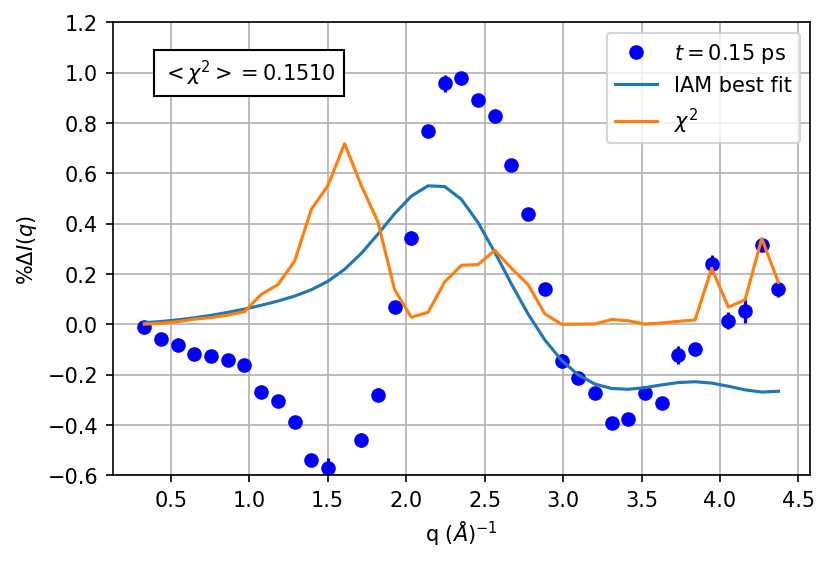 1.2
1.0
0.8
0.6
0.4
0.2
0.0
−0.2
−0.4
−0.6
%ΔI(q)
<χ²> = 0.1510
t = 0.15 ps
IAM best fit
χ²
0.5 1.0 1.5 2.0 2.5 3.0 3.5 4.0 4.5
q (Å)⁻¹